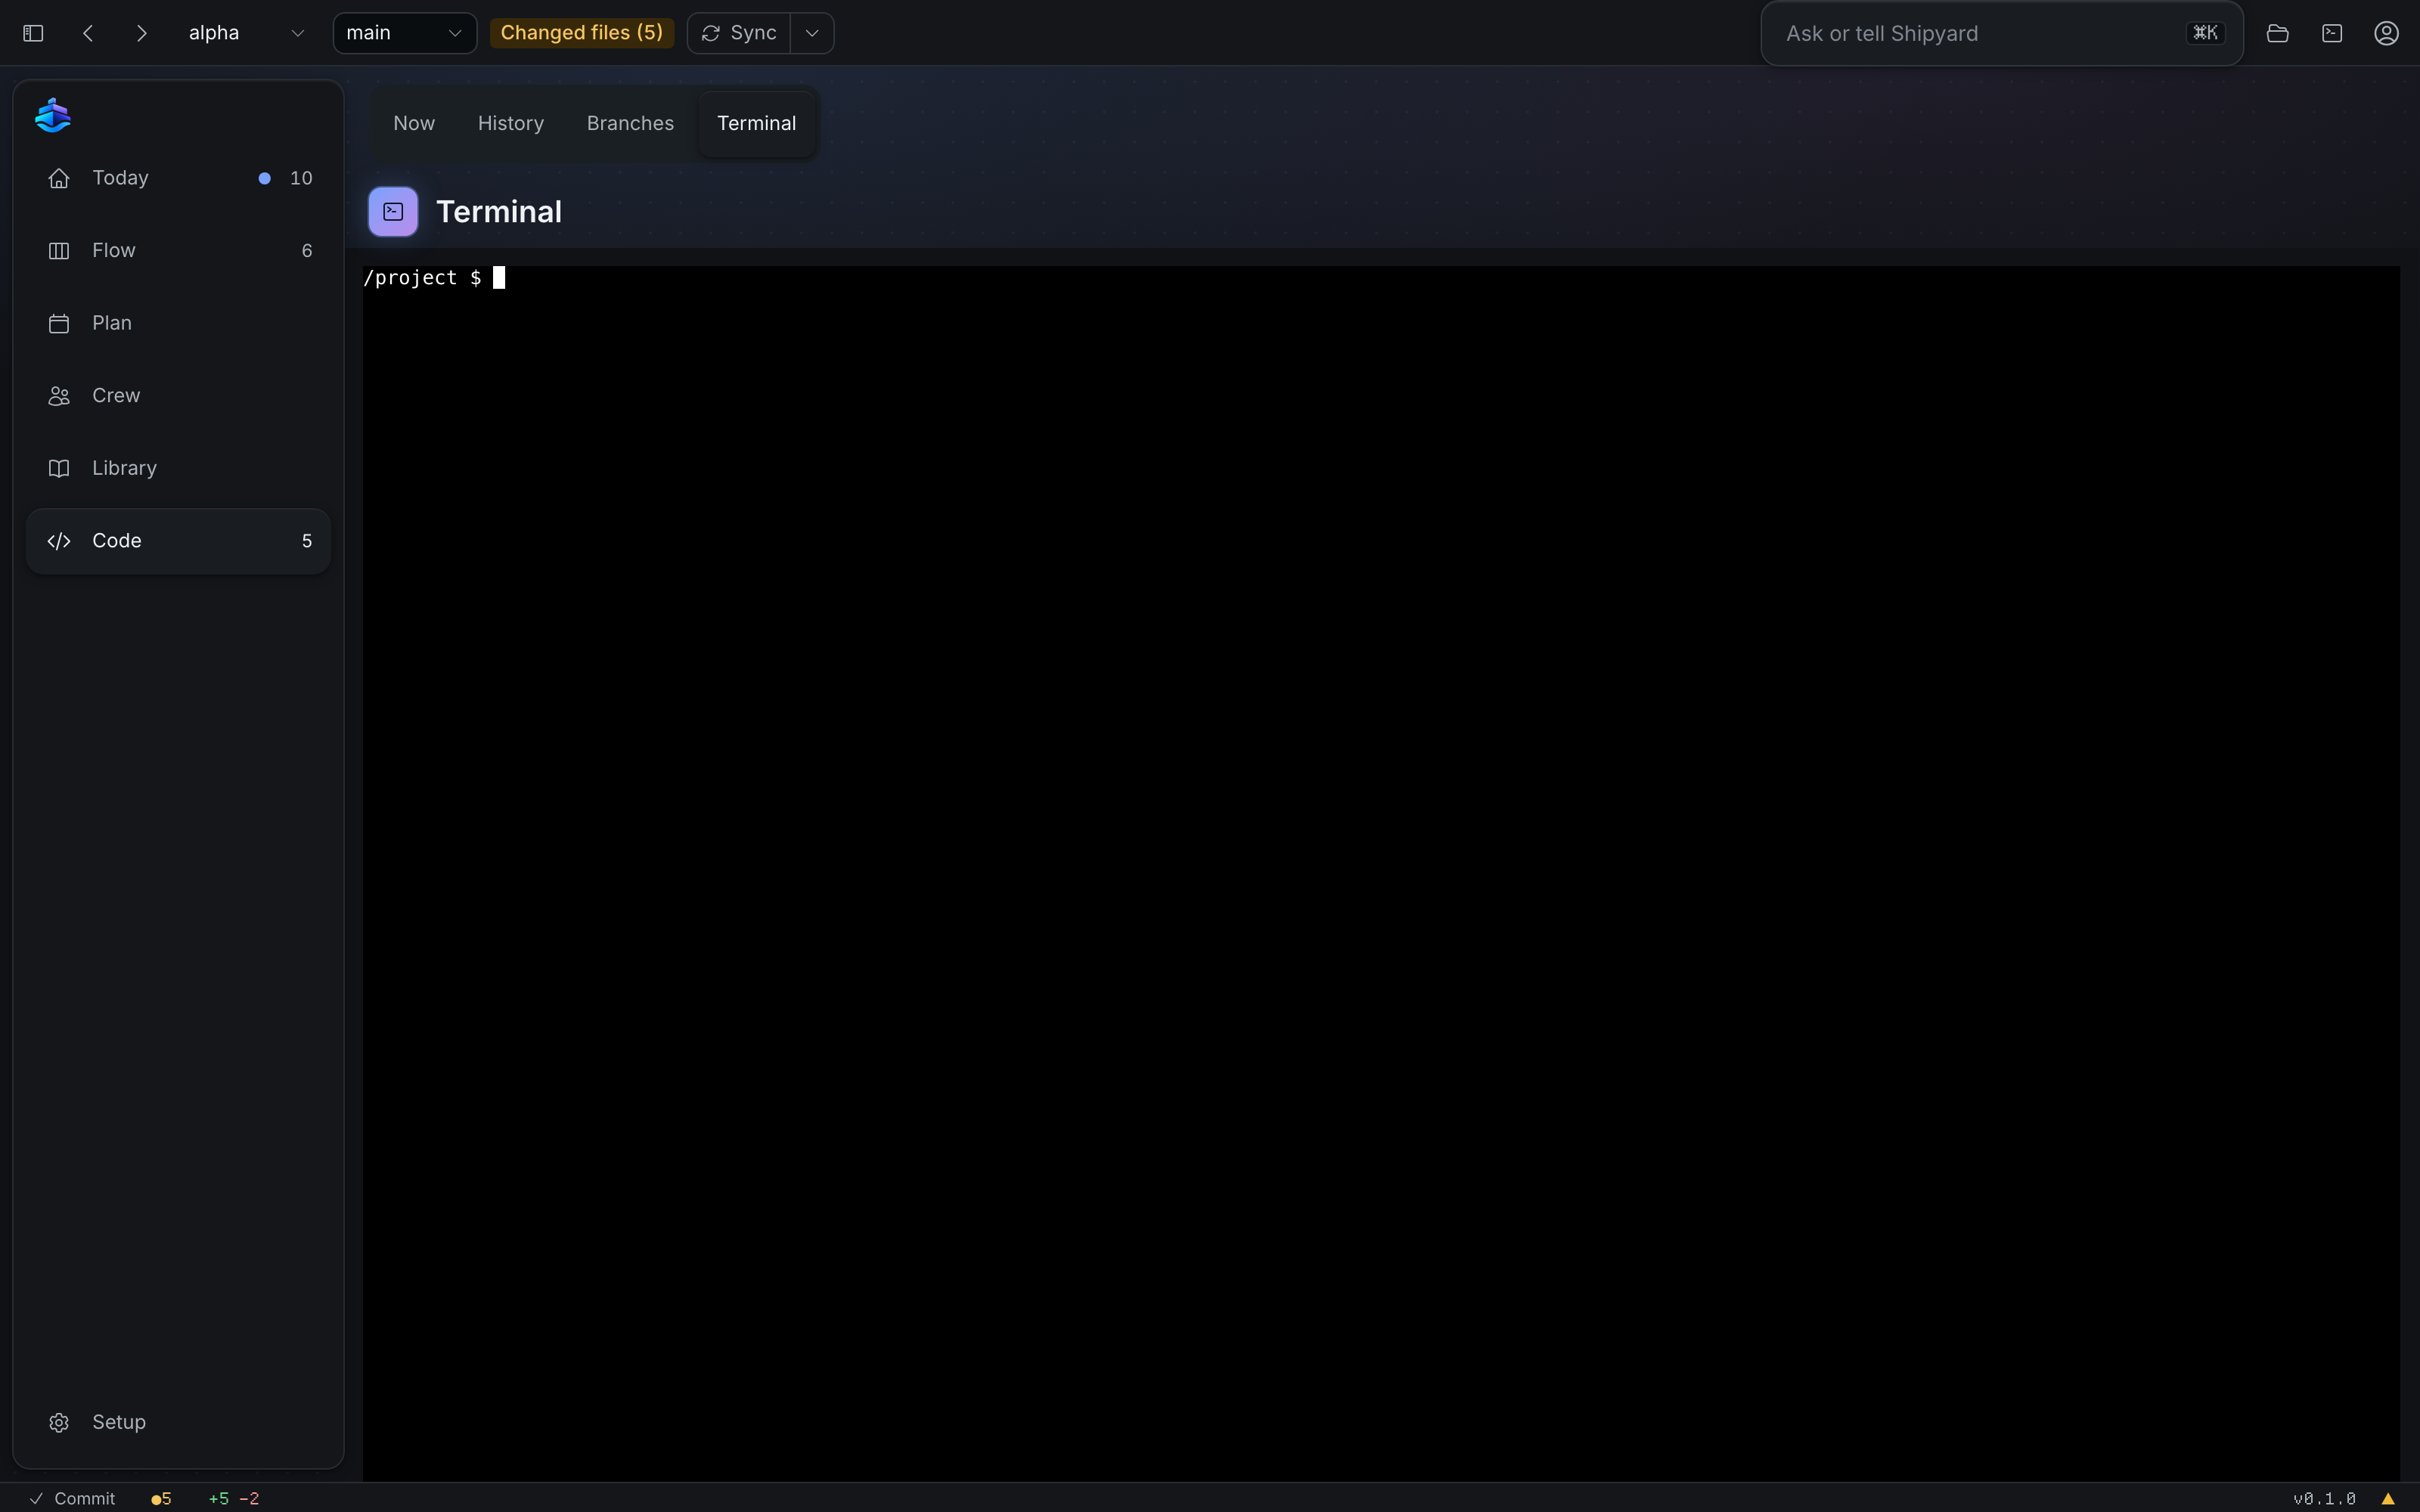 alpha main Changed files (5) Sync Ask or tell Shipyard ⌘K
Now History Branches Terminal
Today 10
Terminal
Flow 6
/project $
Plan
Crew
Library
Code 5
Setup
Commit 5 +5 -2 v0.1.0